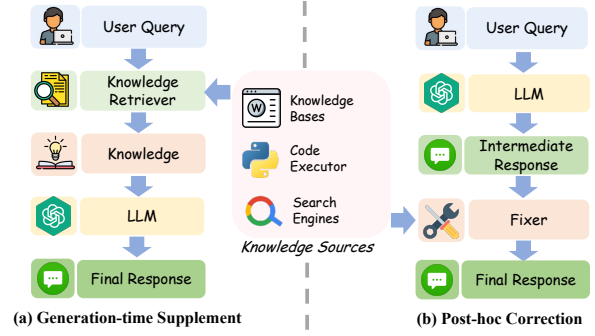 User Query
Knowledge
Retriever
Knowledge
LLM
Final Response
(a) Generation-time Supplement
W
Knowledge
Bases
Code
Executor
Search
Engines
Knowledge Sources
User Query
LLM
Intermediate
Response
Fixer
Final Response
(b) Post-hoc Correction